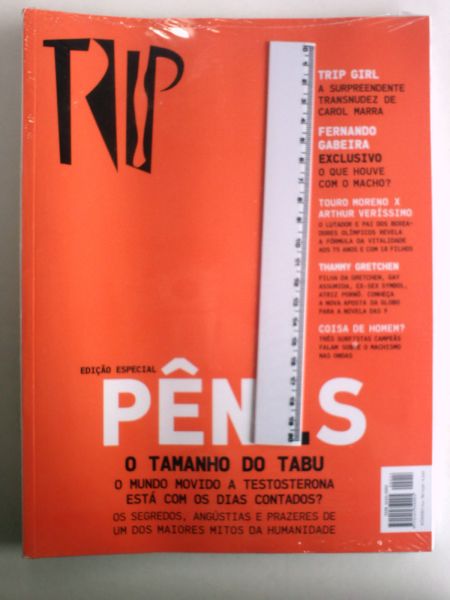 TRIP
TRIP GIRL
A SURPREENDENTE
TRANSNUDEZ DE
CAROL MARRA
FERNANDO
GABEIRA
EXCLUSIVO
O QUE HOUVE
COM O MACHO?
TOURO MORENO X
ARTHUR VERÍSSIMO
O LUTADOR E PAI DOS BOXEA-
DORES OLÍMPICOS REVELA
A FÓRMULA DA VITALIDADE
AOS 75 ANOS E COM 18 FILHOS
THAMMY GRETCHEN
FILHA DA GRETCHEN, GAY
ASSUMIDA, EX-SEX SYMBOL,
ATRIZ PORNÔ. CONHEÇA
A NOVA APOSTA DA GLOBO
PARA A NOVELA DAS 9
COISA DE HOMEM?
TRÊS SURFISTAS CAMPEÃS
FALAM SOBRE O MACHISMO
NAS ONDAS
EDIÇÃO ESPECIAL
PÊNIS
O TAMANHO DO TABU
O MUNDO MOVIDO A TESTOSTERONA
ESTÁ COM OS DIAS CONTADOS?
OS SEGREDOS, ANGÚSTIAS E PRAZERES DE
UM DOS MAIORES MITOS DA HUMANIDADE